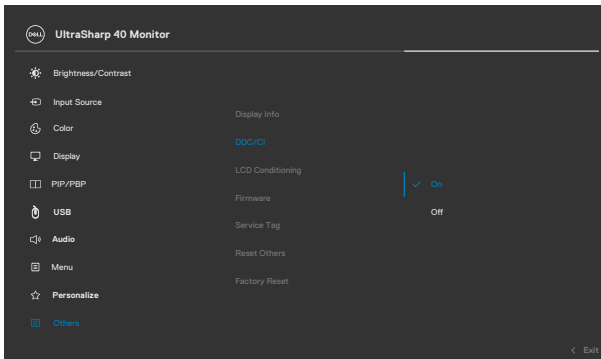 DELL UltraSharp 40 Monitor
Brightness/Contrast
Input Source
Color
Display
PIP/PBP
USB
Audio
Menu
Personalize
Others
Display Info
DDC/CI
LCD Conditioning
Firmware
Service Tag
Reset Others
Factory Reset
On
Off
Exit